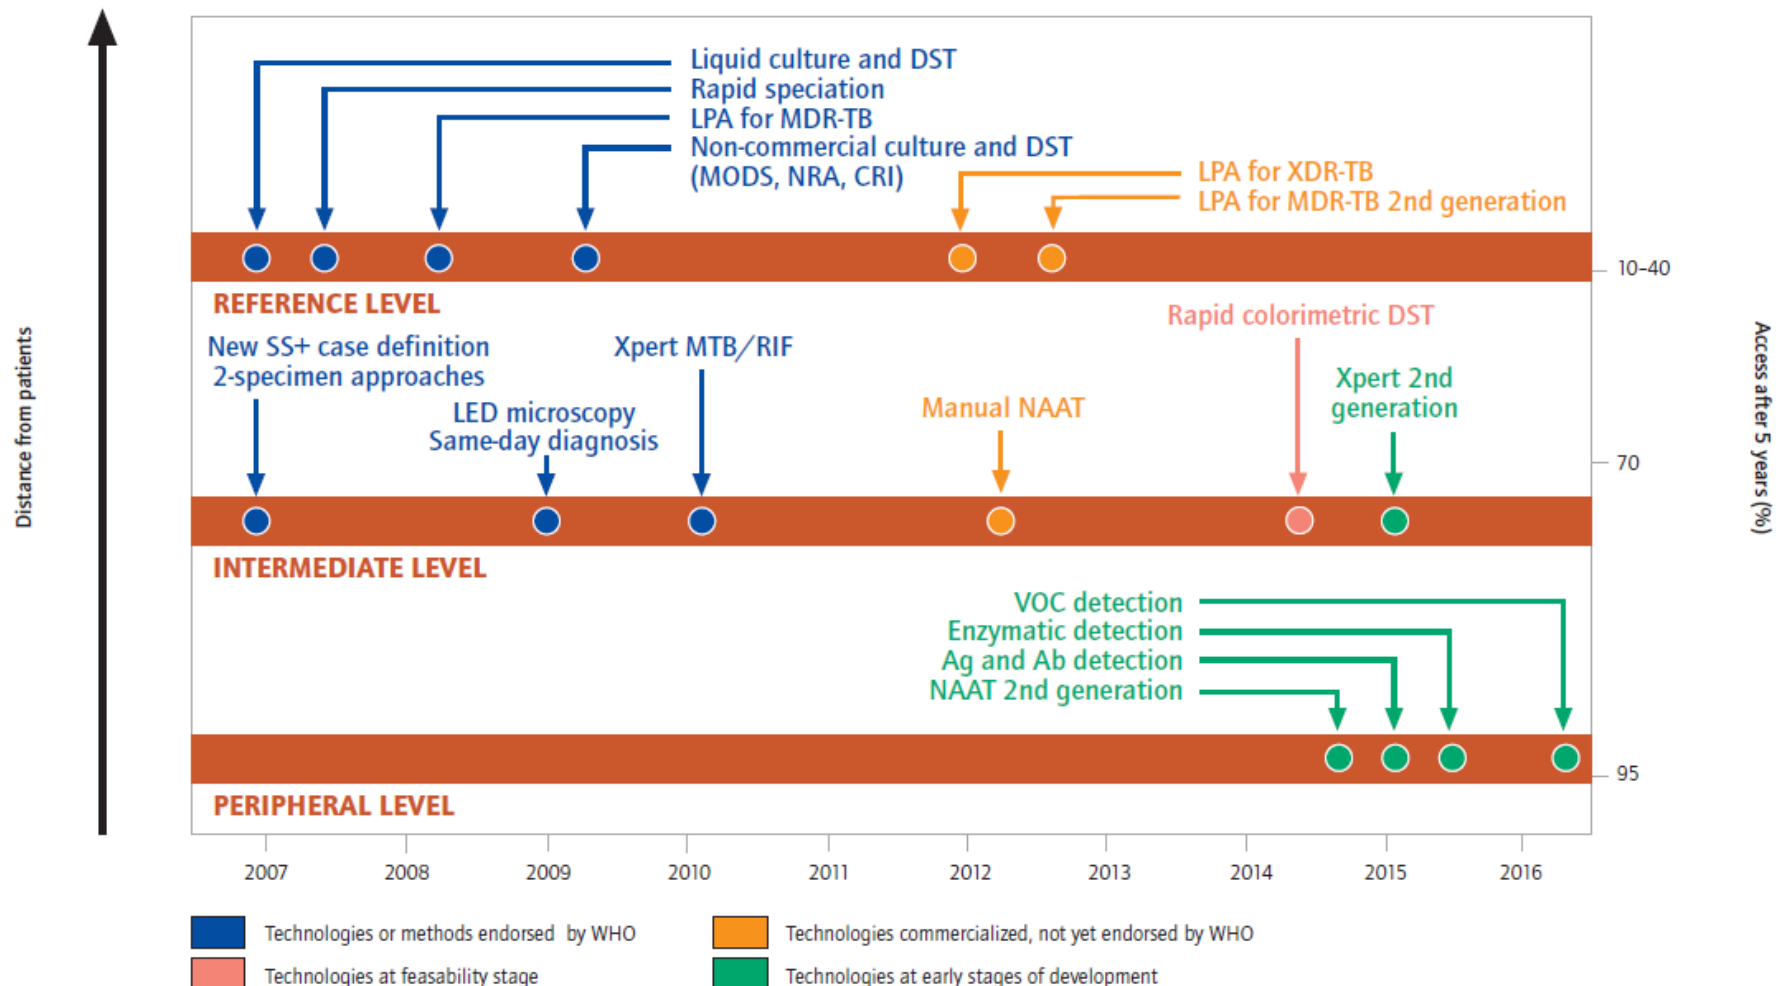 Liquid culture and DST
Rapid speciation
LPA for MDR-TB
Non-commercial culture and DST
(MODS, NRA, CRI)
LPA for XDR-TB
LPA for MDR-TB 2nd generation
10–40
REFERENCE LEVEL
New SS+ case definition
2-specimen approaches
Xpert MTB/RIF
LED microscopy
Same-day diagnosis
Manual NAAT
Rapid colorimetric DST
Xpert 2nd
generation
70
INTERMEDIATE LEVEL
VOC detection
Enzymatic detection
Ag and Ab detection
NAAT 2nd generation
95
PERIPHERAL LEVEL
Distance from patients
Access after 5 years (%)
2007 2008 2009 2010 2011 2012 2013 2014 2015 2016
Technologies or methods endorsed by WHO
Technologies commercialized, not yet endorsed by WHO
Technologies at feasability stage
Technologies at early stages of development